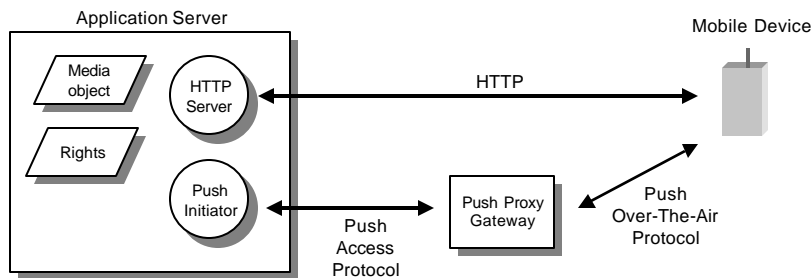 Application Server
Mobile Device
Media
object
HTTP
Server
HTTP
Rights
Push
Initiator
Push Proxy
Gateway
Push
Access
Protocol
Push
Over-The-Air
Protocol